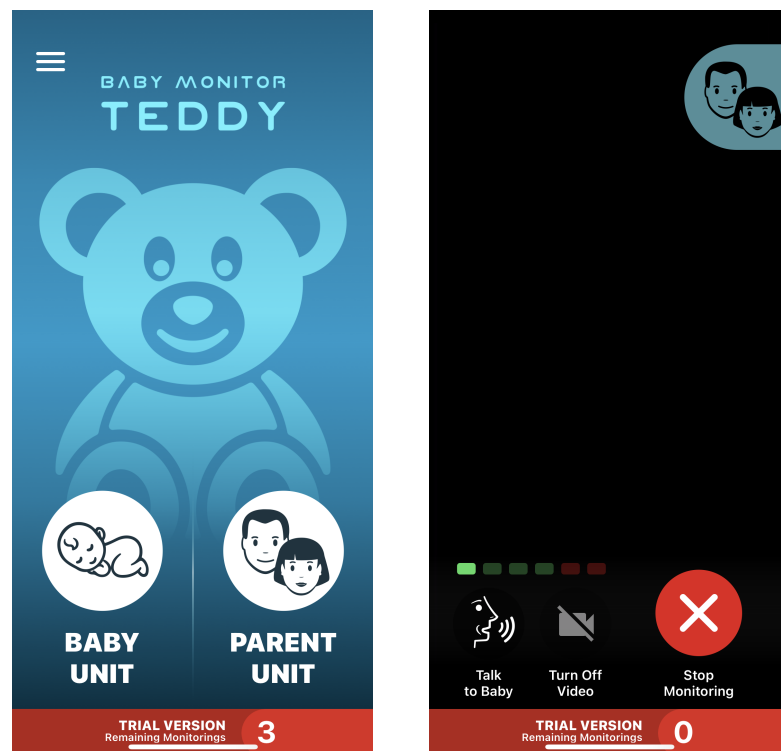 BABY MONITOR
TEDDY
BABY
UNIT
PARENT
UNIT
TRIAL VERSION
Remaining Monitorings
3
Talk
to Baby
Turn Off
Video
Stop
Monitoring
TRIAL VERSION
Remaining Monitorings
0